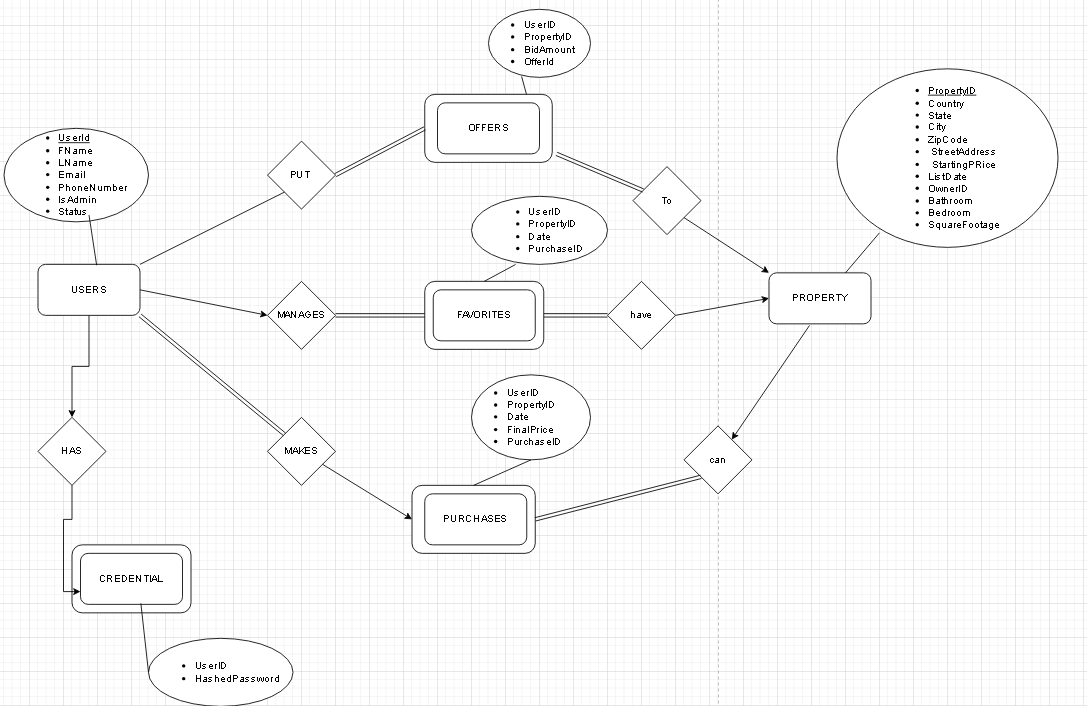 UserID
PropertyID
BidAmount
OfferId
OFFERS
PropertyID
Country
State
City
ZipCode
StreetAddress
StartingPRice
ListDate
OwnerID
Bathroom
Bedroom
SquareFootage
UserId
FName
LName
Email
PhoneNumber
IsAdmin
Status
PUT
To
UserID
PropertyID
Date
PurchaseID
USERS
PROPERTY
MANAGES
FAVORITES
have
UserID
PropertyID
Date
FinalPrice
PurchaseID
HAS
MAKES
can
PURCHASES
CREDENTIAL
UserID
HashedPassword